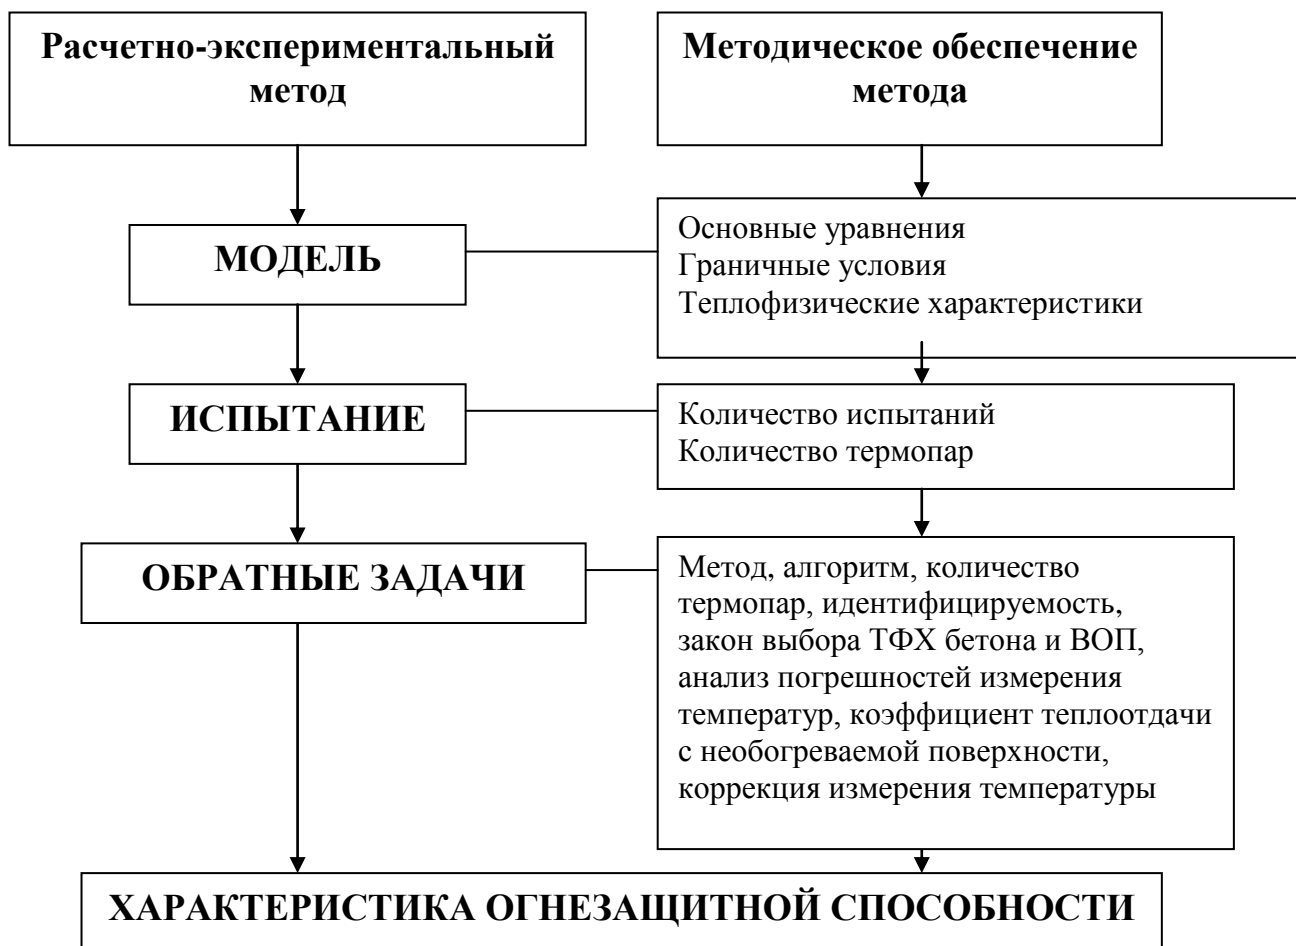 Расчетно-экспериментальный
метод
Методическое обеспечение
метода
МОДЕЛЬ
Основные уравнения
Граничные условия
Теплофизические характеристики
ИСПЫТАНИЕ
Количество испытаний
Количество термопар
ОБРАТНЫЕ ЗАДАЧИ
Метод, алгоритм, количество
термопар, идентифицируемость,
закон выбора ТФХ бетона и ВОП,
анализ погрешностей измерения
температур, коэффициент теплоотдачи
с необогреваемой поверхности,
коррекция измерения температуры
ХАРАКТЕРИСТИКА ОГНЕЗАЩИТНОЙ СПОСОБНОСТИ